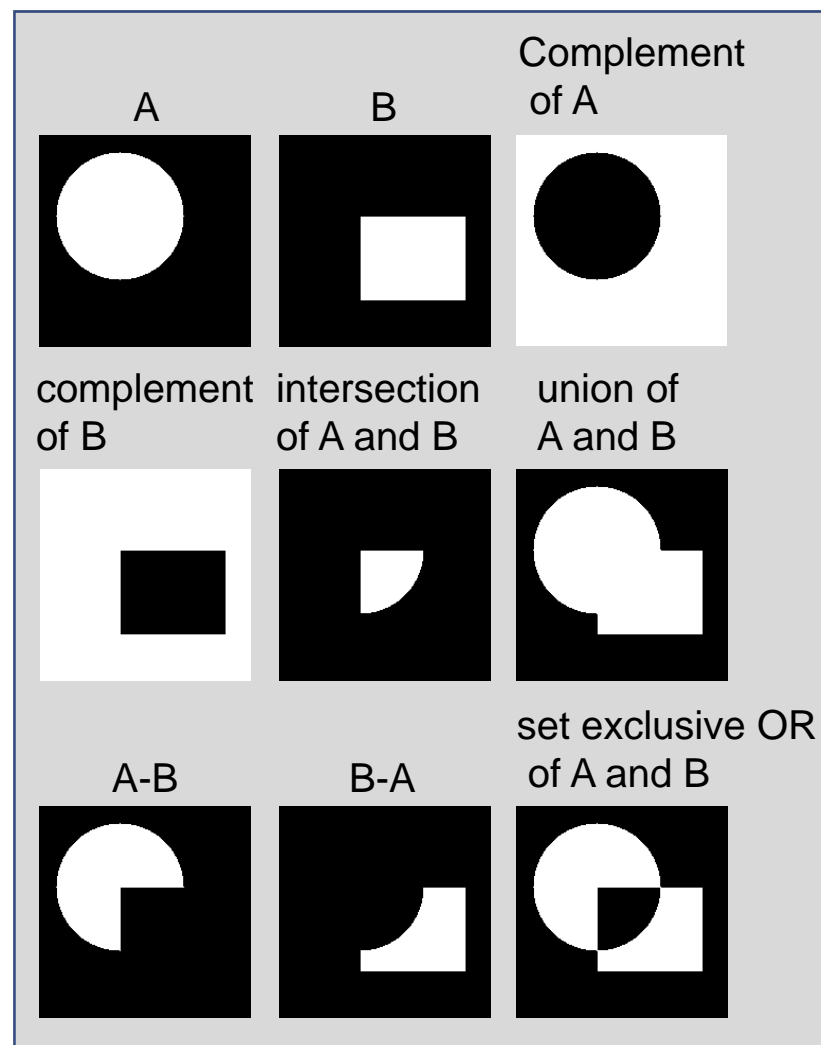 A
B
Complement
of A
complement
of B
intersection
of A and B
union of
A and B
A-B
B-A
set exclusive OR
of A and B